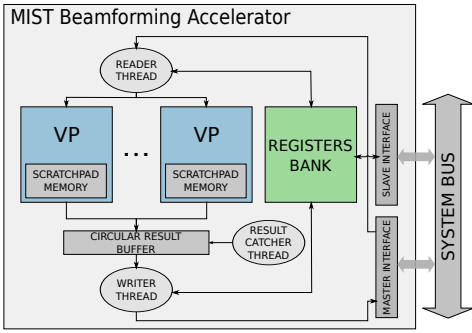 MIST Beamforming Accelerator
READER
THREAD
VP
SCRATCHPAD
MEMORY
...
VP
SCRATCHPAD
MEMORY
REGISTERS
BANK
SLAVE INTERFACE
MASTER INTERFACE
SYSTEM BUS
CIRCULAR RESULT
BUFFER
RESULT
CATCHER
THREAD
WRITER
THREAD